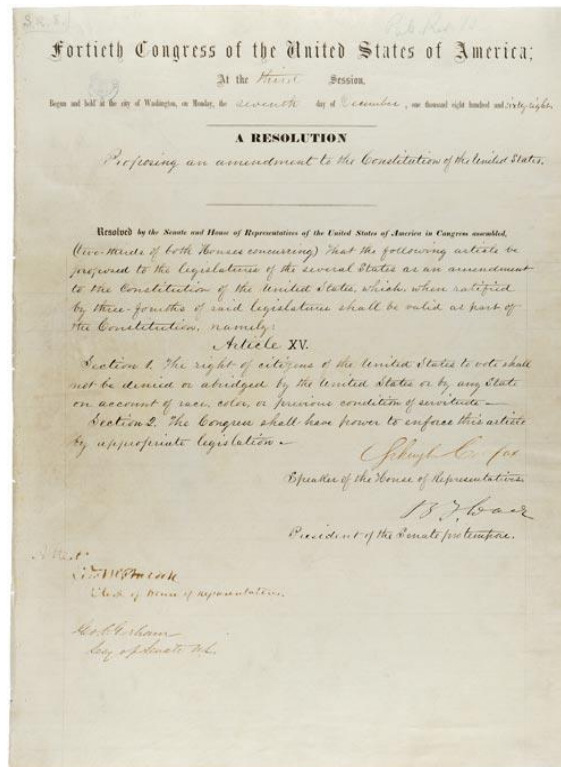 S.R. 8.
Fortieth Congress of the United States of America;
At the third Session,
Begun and held at the city of Washington, on Monday, the seventh day of December, one thousand eight hundred and sixty-eight.
A RESOLUTION
Proposing an amendment to the Constitution of the United States.
Resolved by the Senate and House of Representatives of the United States of America in Congress assembled,
(two-thirds of both Houses concurring) That the following article be
proposed to the legislatures of the several States as an amendment
to the Constitution of the United States, which, when ratified
by three-fourths of said legislatures shall be valid as part of
the Constitution, namely:
Article XV.
Section 1. The right of citizens of the United States to vote shall
not be denied or abridged by the United States or by any State
on account of race, color, or previous condition of servitude—
Section 2. The Congress shall have power to enforce this article
by appropriate legislation—
Schuyler Colfax
Speaker of the House of Representatives.
B F Wade
President of the Senate pro tempore.
Attest:
Clerk of House of Representatives.
Geo C Gorham
Secy of Senate U.S.